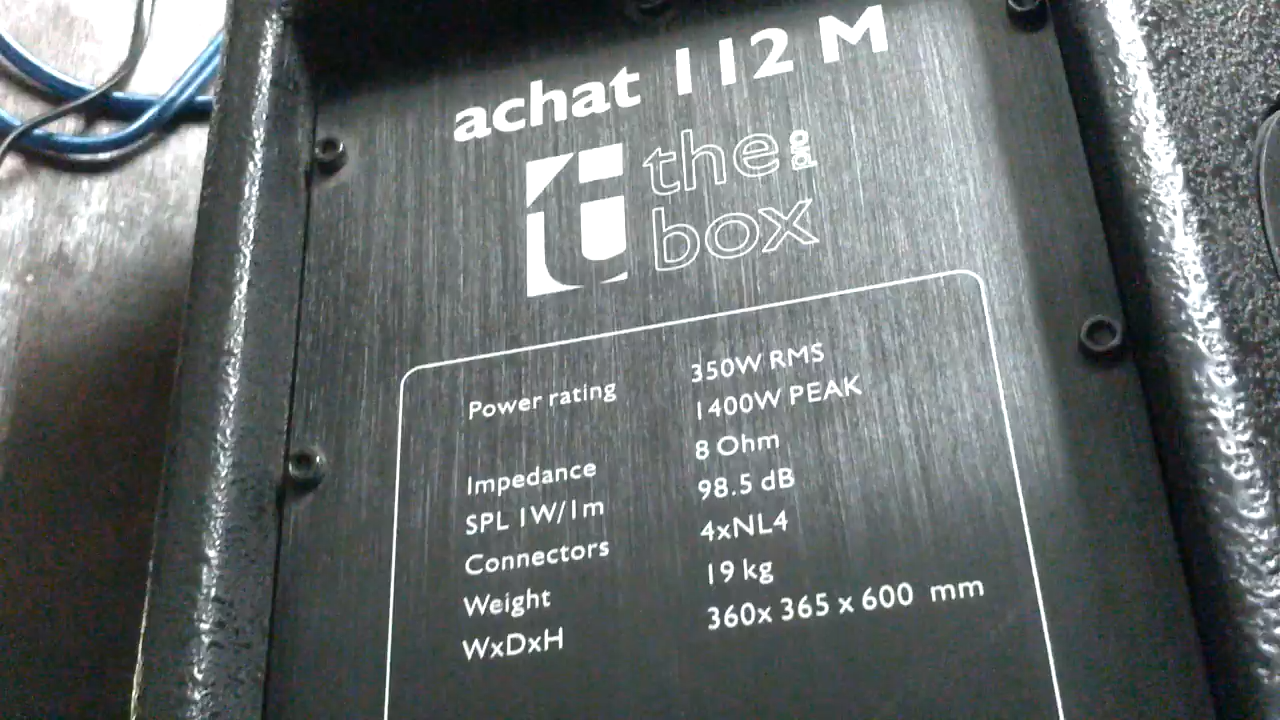 achat 112 M
the pro
box
Power rating 350W RMS
1400W PEAK
Impedance 8 Ohm
SPL 1W/1m 98.5 dB
Connectors 4xNL4
Weight 19 kg
WxDxH 360x 365 x 600 mm